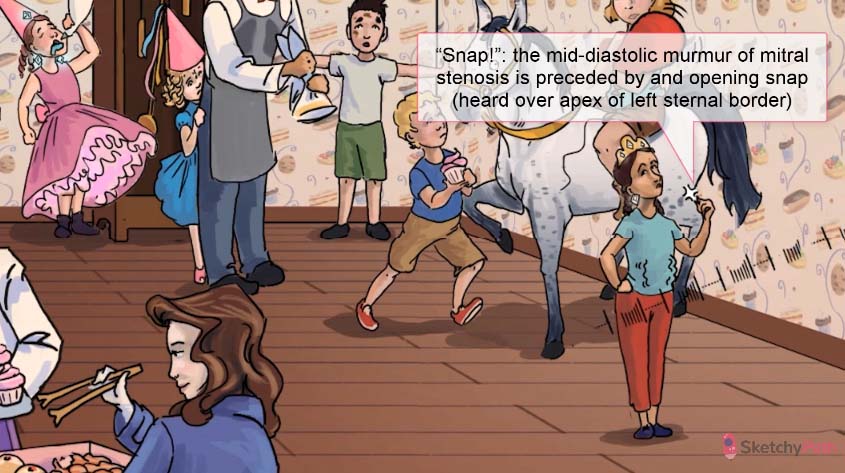 “Snap!”: the mid-diastolic murmur of mitral
stenosis is preceded by and opening snap
(heard over apex of left sternal border)
SketchyPath